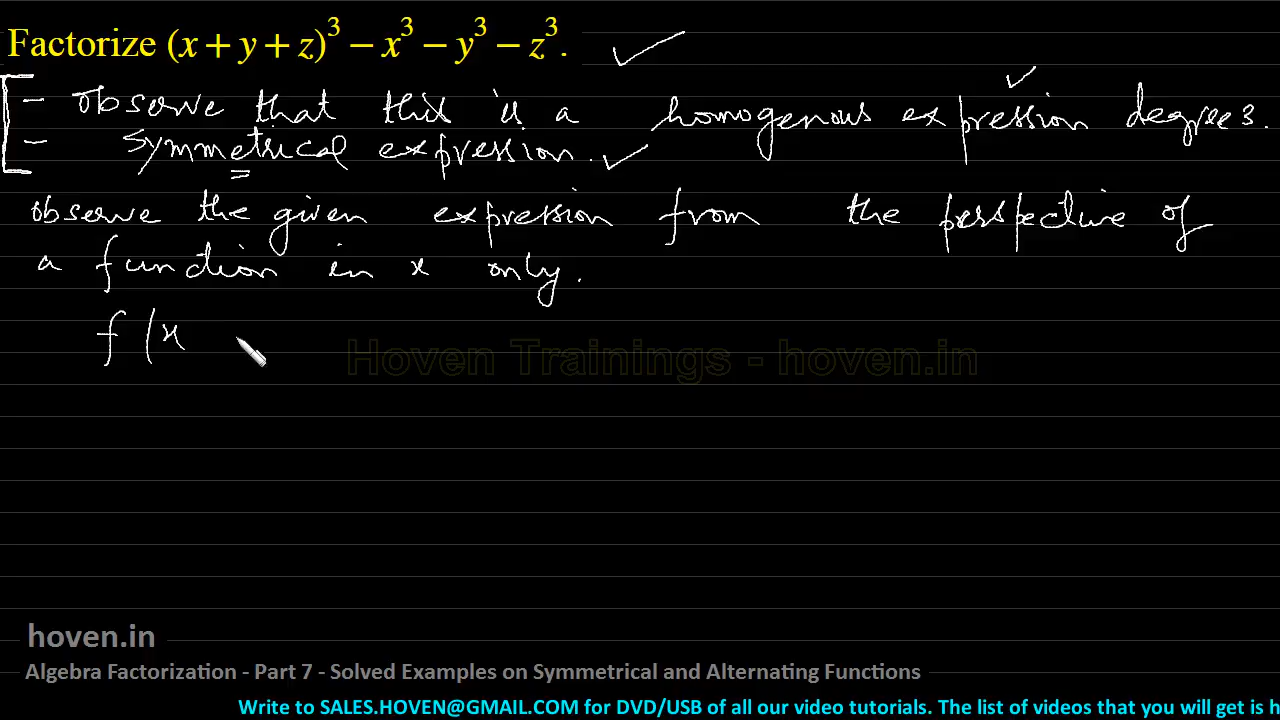 Factorize (x + y + z)³ − x³ − y³ − z³.
- observe that this is a homogenous expression degree 3.
- symmetrical expression.
observe the given expression from the perspective of
a function in x only.
f(x
Hoven Trainings - hoven.in
hoven.in
Algebra Factorization - Part 7 - Solved Examples on Symmetrical and Alternating Functions
Write to SALES.HOVEN@GMAIL.COM for DVD/USB of all our video tutorials. The list of videos that you will get is h